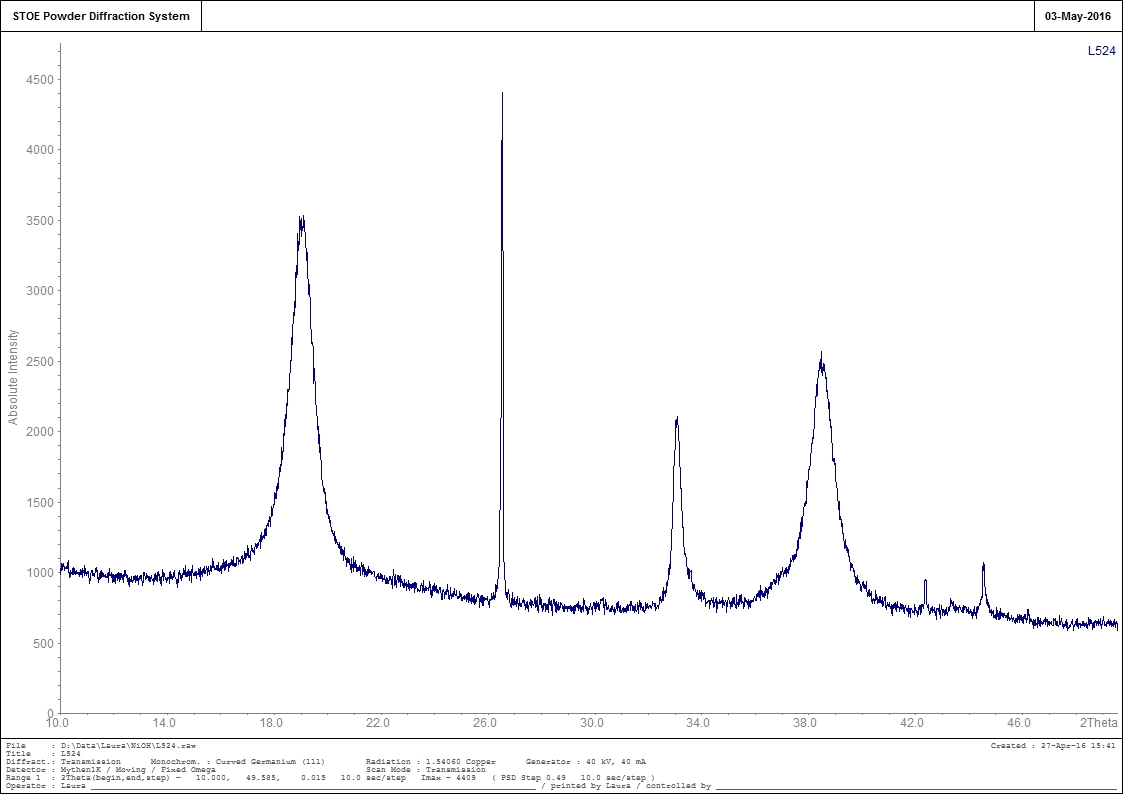 STOE Powder Diffraction System
03-May-2016
L524
4500
4000
3500
3000
2500
2000
1500
1000
500
0
Absolute Intensity
10.0 14.0 18.0 22.0 26.0 30.0 34.0 38.0 42.0 46.0 2Theta
File : D:\Data\Laura\NiOH\L524.raw Created : 27-Apr-16 15:41
Title : L524
Diffract.: Transmission Monochrom. : Curved Germanium (111) Radiation : 1.54060 Copper Generator : 40 kV, 40 mA
Detector : Mythen1K / Moving / Fixed Omega Scan Mode : Transmission
Range 1 : 2Theta(begin,end,step) = 10.000, 49.585, 0.015 10.0 sec/step Imax = 4409 ( PSD Step 0.49 10.0 sec/step )
Operator : Laura / printed by Laura / controlled by